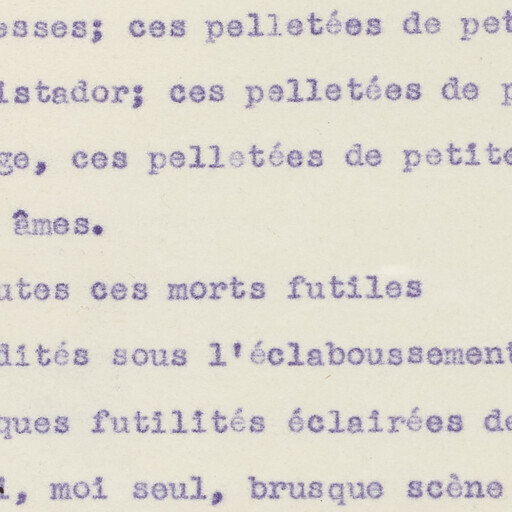 esses; ces pelletées de pet
istador; ces pelletées de p
ge, ces pelletées de petite
âmes.
utes ces morts futiles
dités sous l'éclaboussement
ques futilités éclairées de
i, moi seul, brusque scène